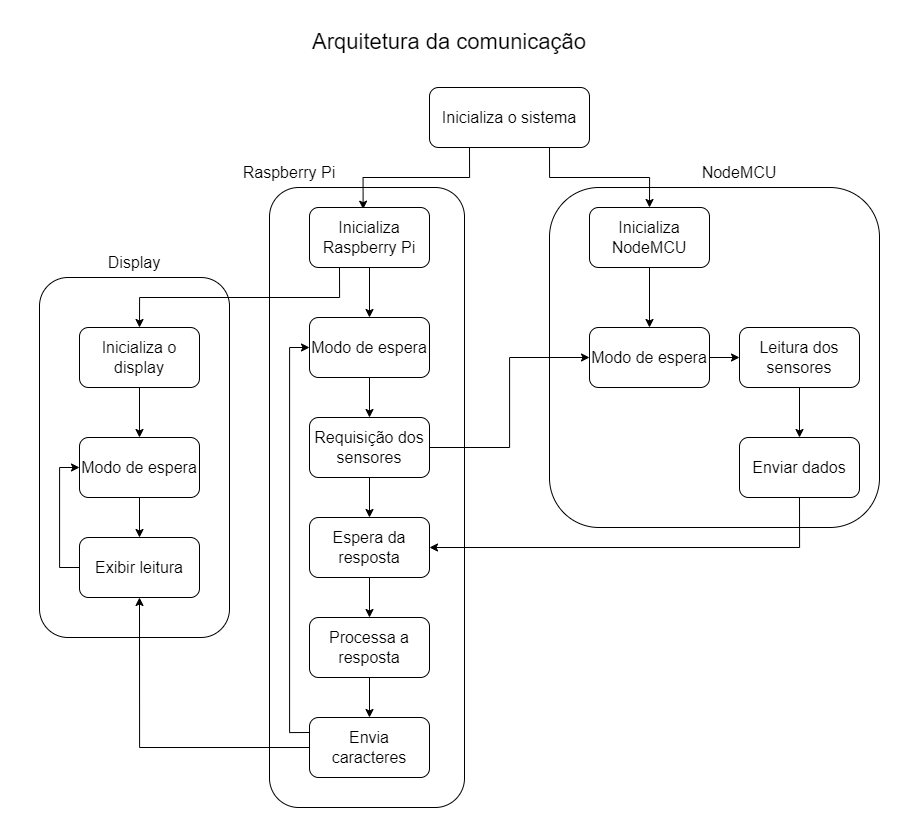 Arquitetura da comunicação
Inicializa o sistema
Raspberry Pi
NodeMCU
Inicializa
Raspberry Pi
Inicializa
NodeMCU
Display
Inicializa o
display
Modo de espera
Modo de espera
Leitura dos
sensores
Modo de espera
Requisição dos
sensores
Enviar dados
Exibir leitura
Espera da
resposta
Processa a
resposta
Envia
caracteres